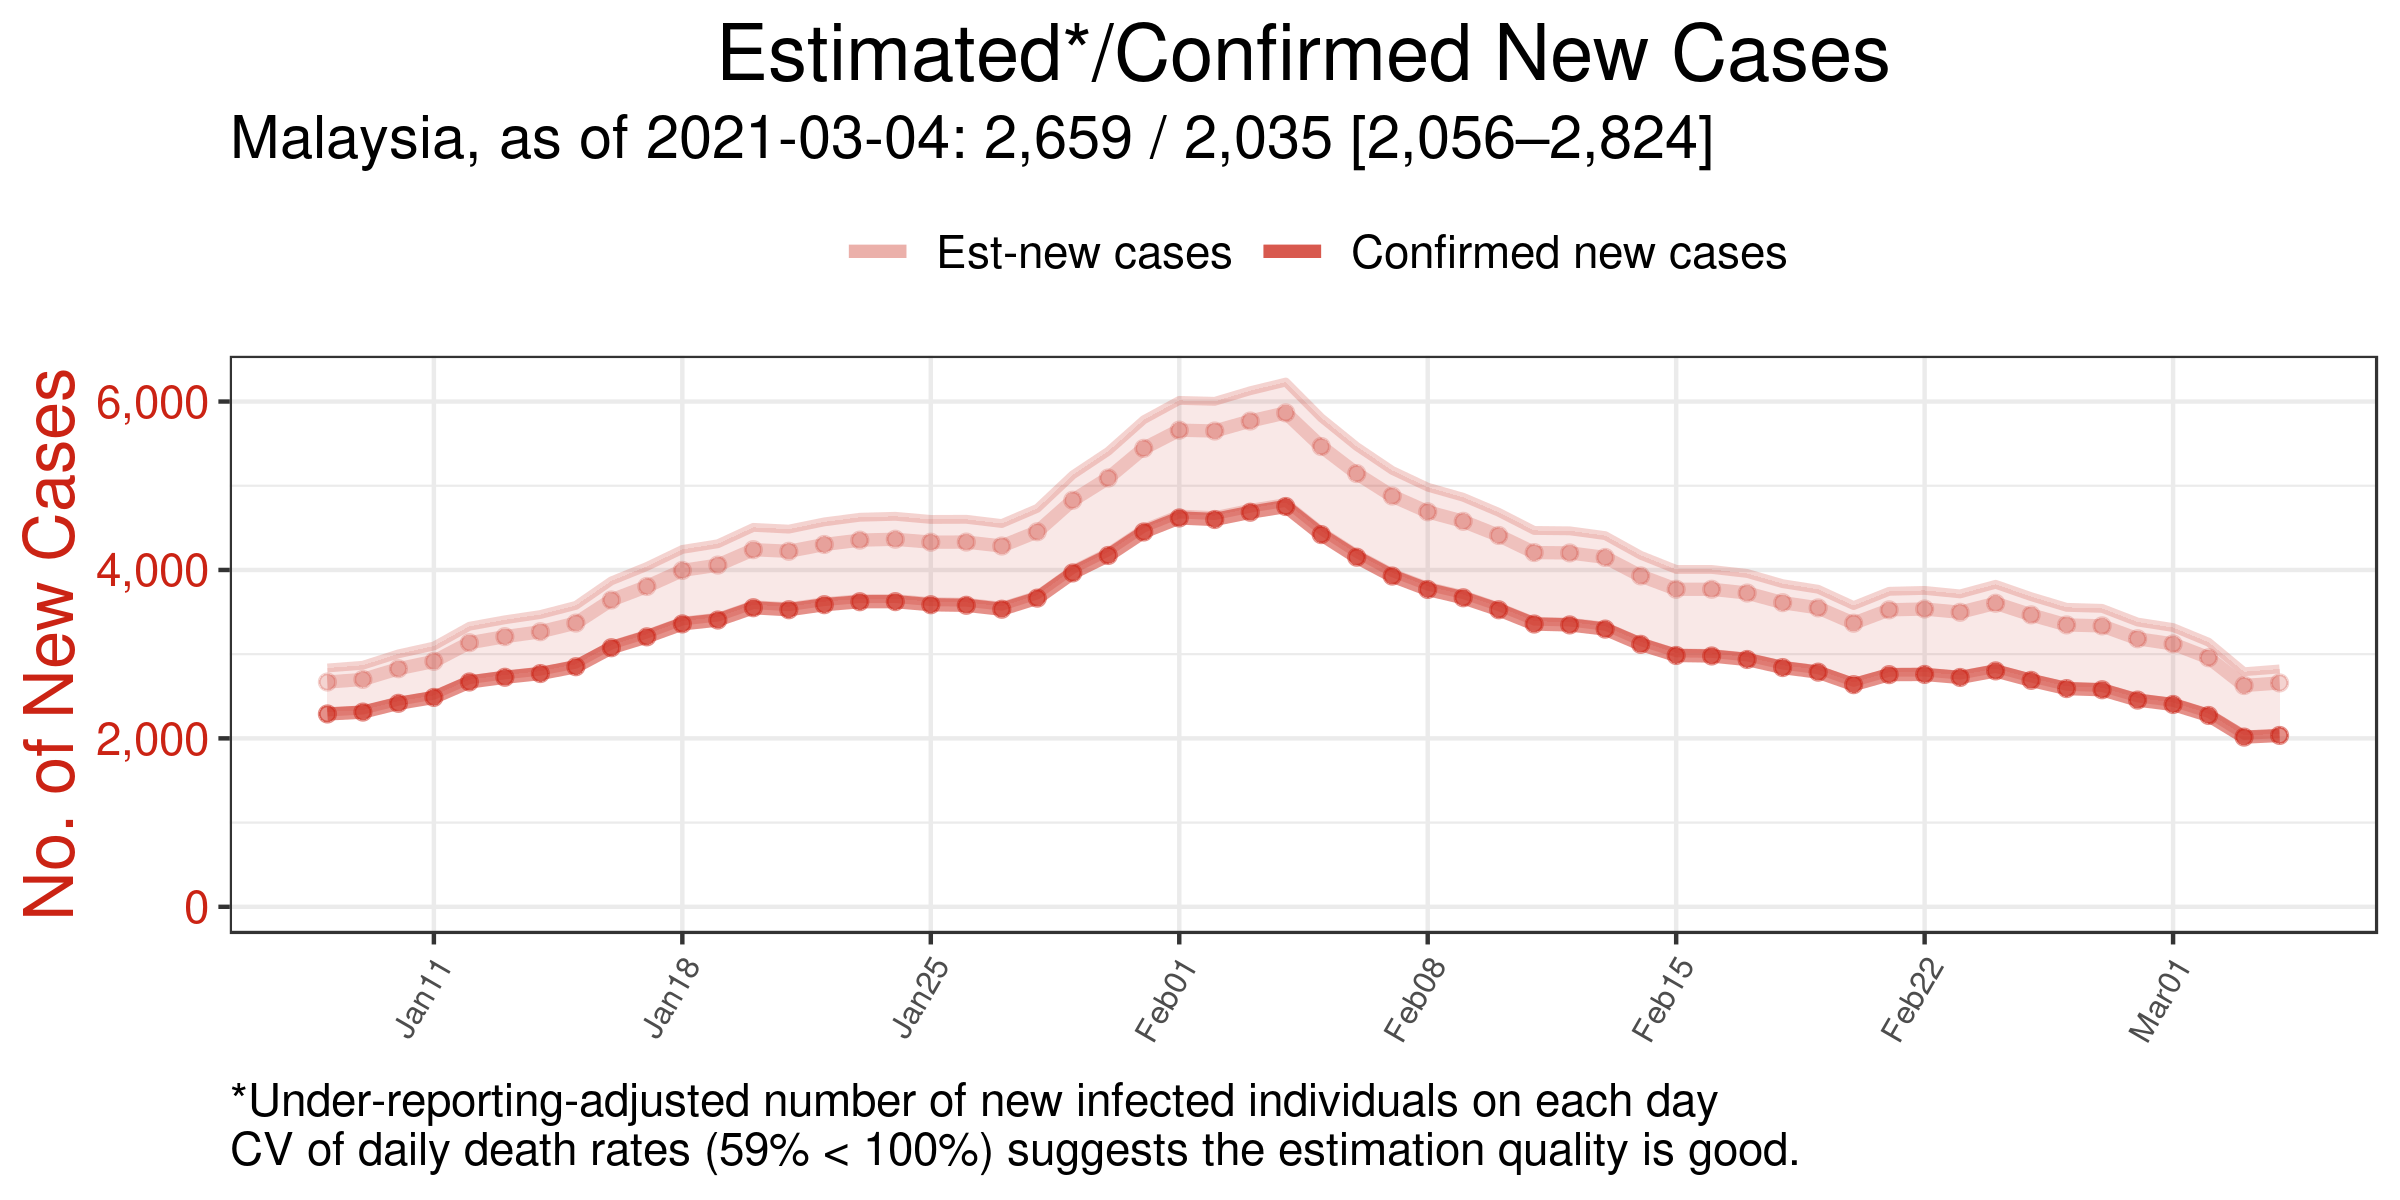 Estimated*/Confirmed New Cases
Malaysia, as of 2021-03-04: 2,659 / 2,035 [2,056–2,824]
Est-new cases
Confirmed new cases
No. of New Cases
6,000
4,000
2,000
0
Jan11
Jan18
Jan25
Feb01
Feb08
Feb15
Feb22
Mar01
*Under-reporting-adjusted number of new infected individuals on each day
CV of daily death rates (59% < 100%) suggests the estimation quality is good.